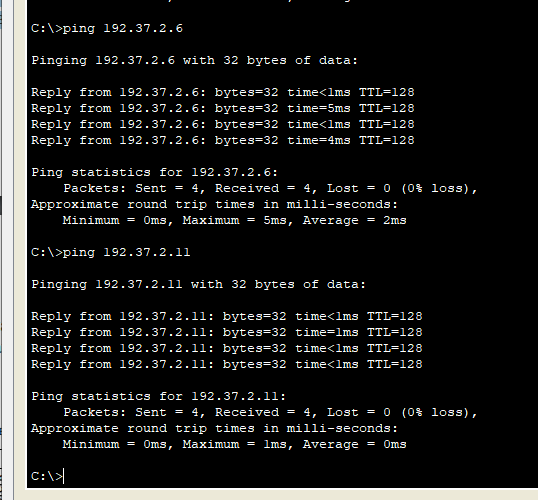 C:\>ping 192.37.2.6
Pinging 192.37.2.6 with 32 bytes of data:
Reply from 192.37.2.6: bytes=32 time<1ms TTL=128
Reply from 192.37.2.6: bytes=32 time=5ms TTL=128
Reply from 192.37.2.6: bytes=32 time<1ms TTL=128
Reply from 192.37.2.6: bytes=32 time=4ms TTL=128
Ping statistics for 192.37.2.6:
Packets: Sent = 4, Received = 4, Lost = 0 (0% loss),
Approximate round trip times in milli-seconds:
Minimum = 0ms, Maximum = 5ms, Average = 2ms
C:\>ping 192.37.2.11
Pinging 192.37.2.11 with 32 bytes of data:
Reply from 192.37.2.11: bytes=32 time<1ms TTL=128
Reply from 192.37.2.11: bytes=32 time=1ms TTL=128
Reply from 192.37.2.11: bytes=32 time<1ms TTL=128
Reply from 192.37.2.11: bytes=32 time<1ms TTL=128
Ping statistics for 192.37.2.11:
Packets: Sent = 4, Received = 4, Lost = 0 (0% loss),
Approximate round trip times in milli-seconds:
Minimum = 0ms, Maximum = 1ms, Average = 0ms
C:\>